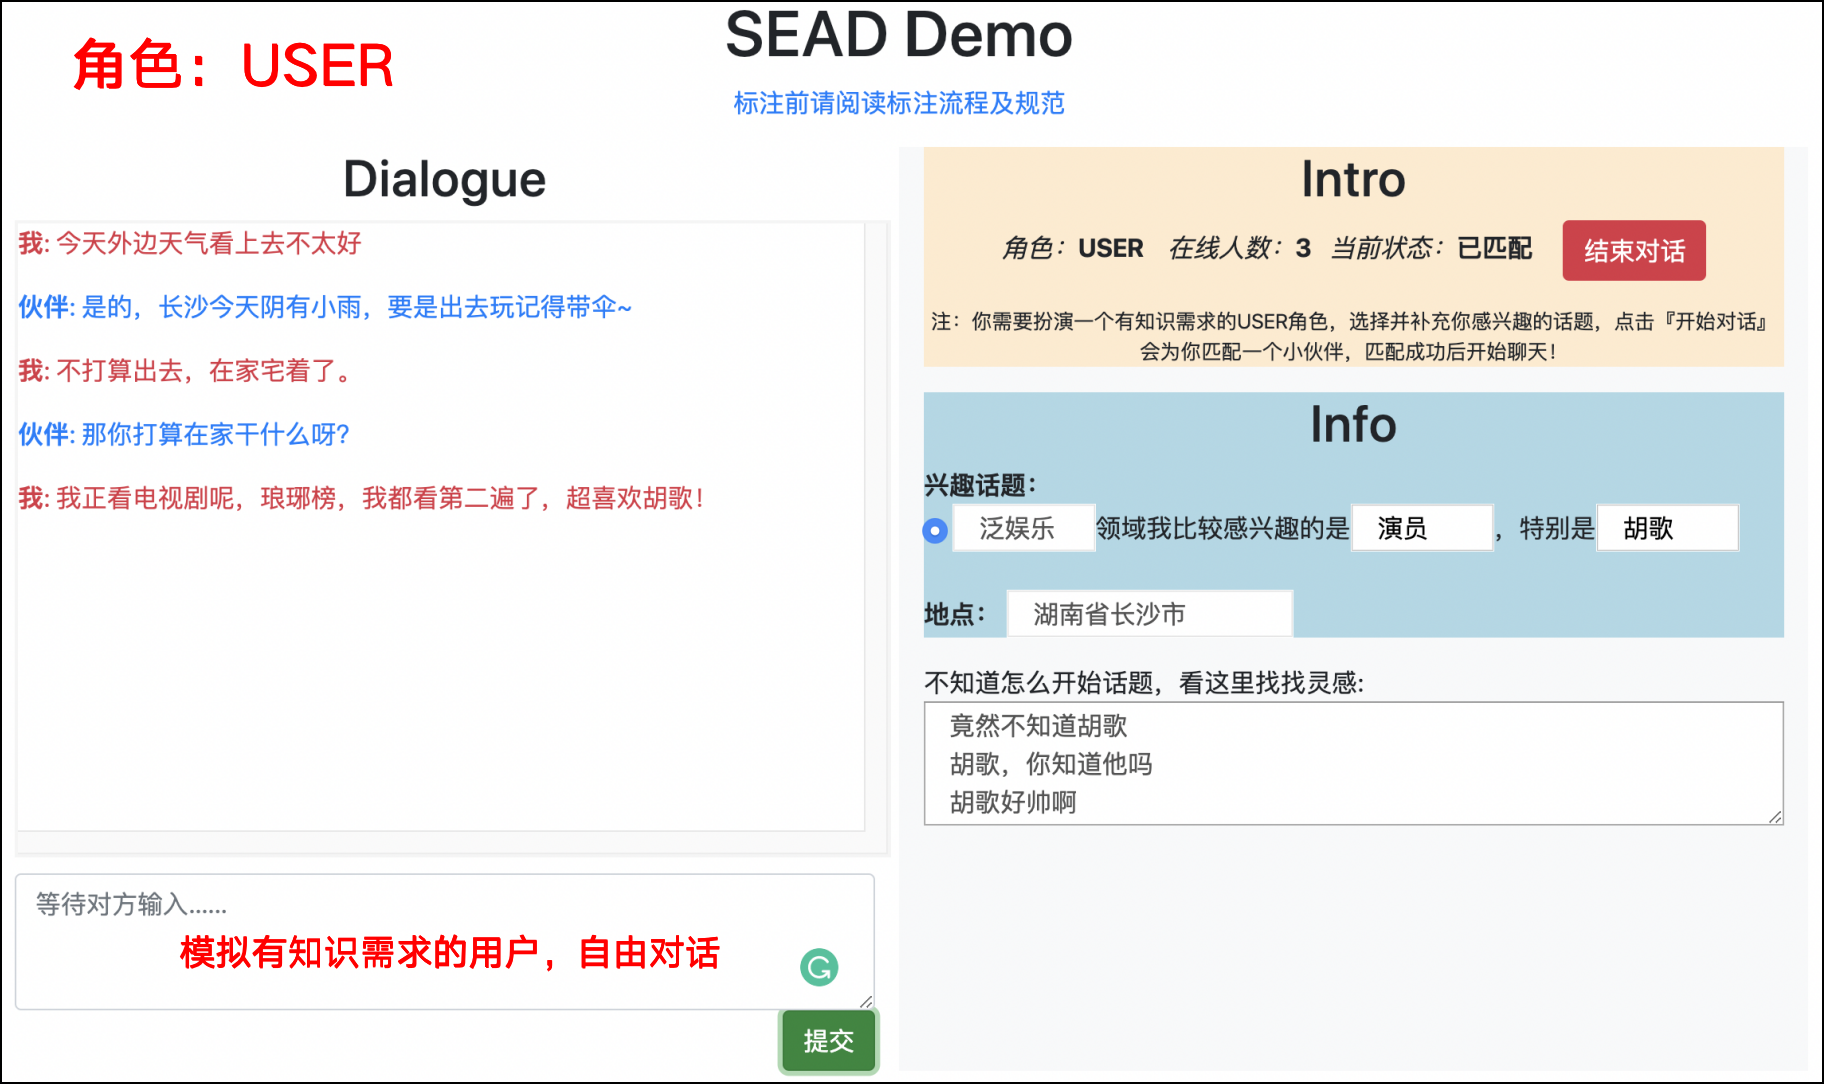 角色：USER
SEAD Demo
标注前请阅读标注流程及规范
Dialogue
我: 今天外边天气看上去不太好
伙伴: 是的，长沙今天阴有小雨，要是出去玩记得带伞~
我: 不打算出去，在家宅着了。
伙伴: 那你打算在家干什么呀?
我: 我正看电视剧呢，琅琊榜，我都看第二遍了，超喜欢胡歌！
等待对方输入......
模拟有知识需求的用户，自由对话
提交
Intro
角色：USER 在线人数：3 当前状态：已匹配 结束对话
注：你需要扮演一个有知识需求的USER角色，选择并补充你感兴趣的话题，点击『开始对话』
会为你匹配一个小伙伴，匹配成功后开始聊天！
Info
兴趣话题：
泛娱乐 领域我比较感兴趣的是 演员 ，特别是 胡歌
地点： 湖南省长沙市
不知道怎么开始话题，看这里找找灵感:
竟然不知道胡歌
胡歌，你知道他吗
胡歌好帅啊